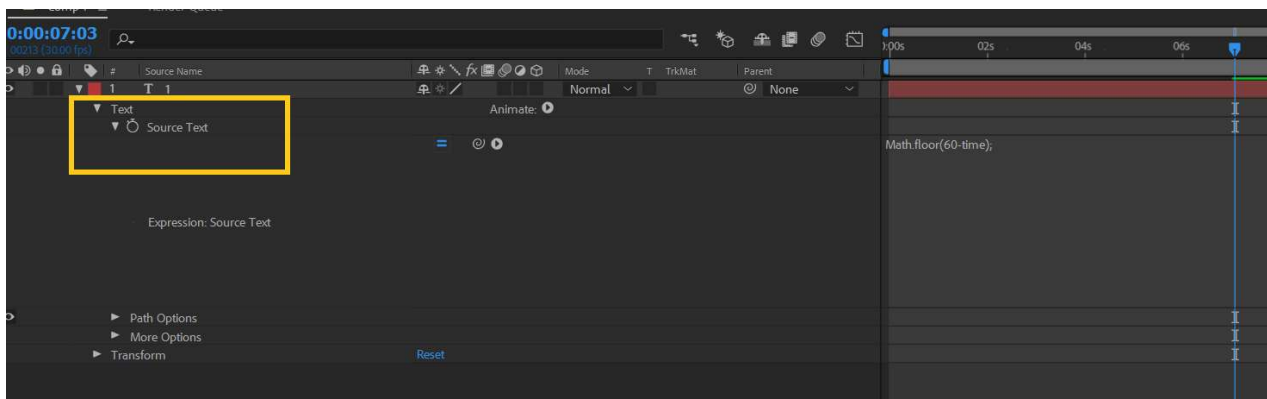 0:00:07:03
00213 (30.00 fps)
:00s 02s 04s 06s
# Source Name Mode T TrkMat Parent
1 T 1 Normal None
Text Animate:
Source Text
Math.floor(60-time);
Expression: Source Text
Path Options
More Options
Transform Reset